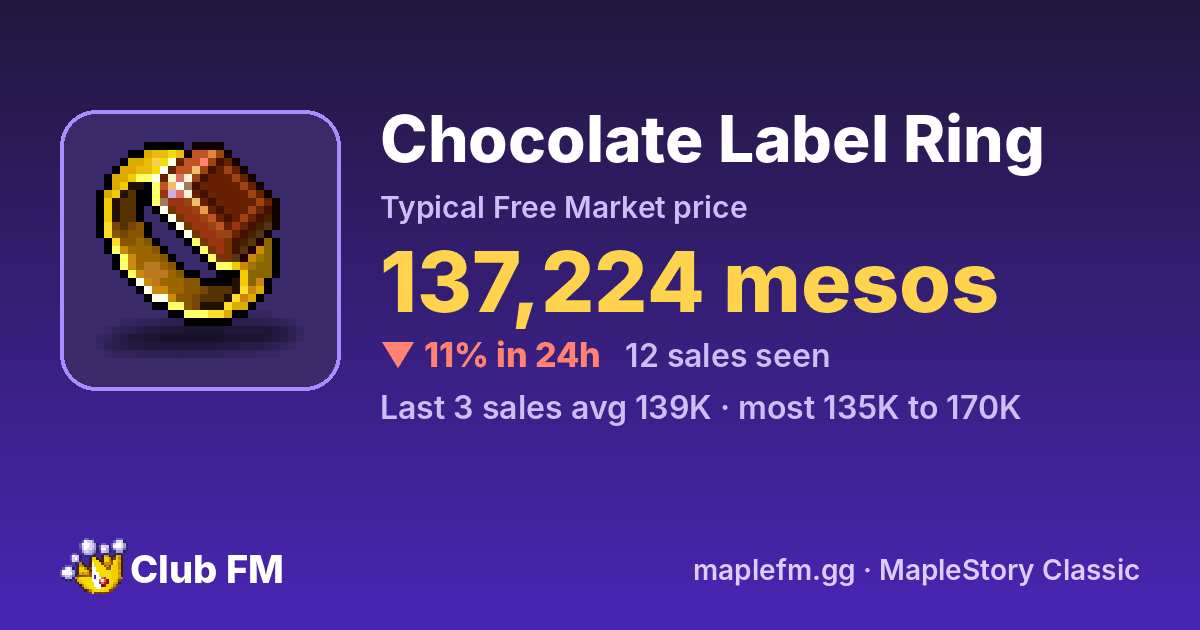 Chocolate Label Ring
Typical Free Market price
137,224 mesos
▼ 11% in 24h 12 sales seen
Last 3 sales avg 139K · most 135K to 170K
Club FM
maplefm.gg · MapleStory Classic